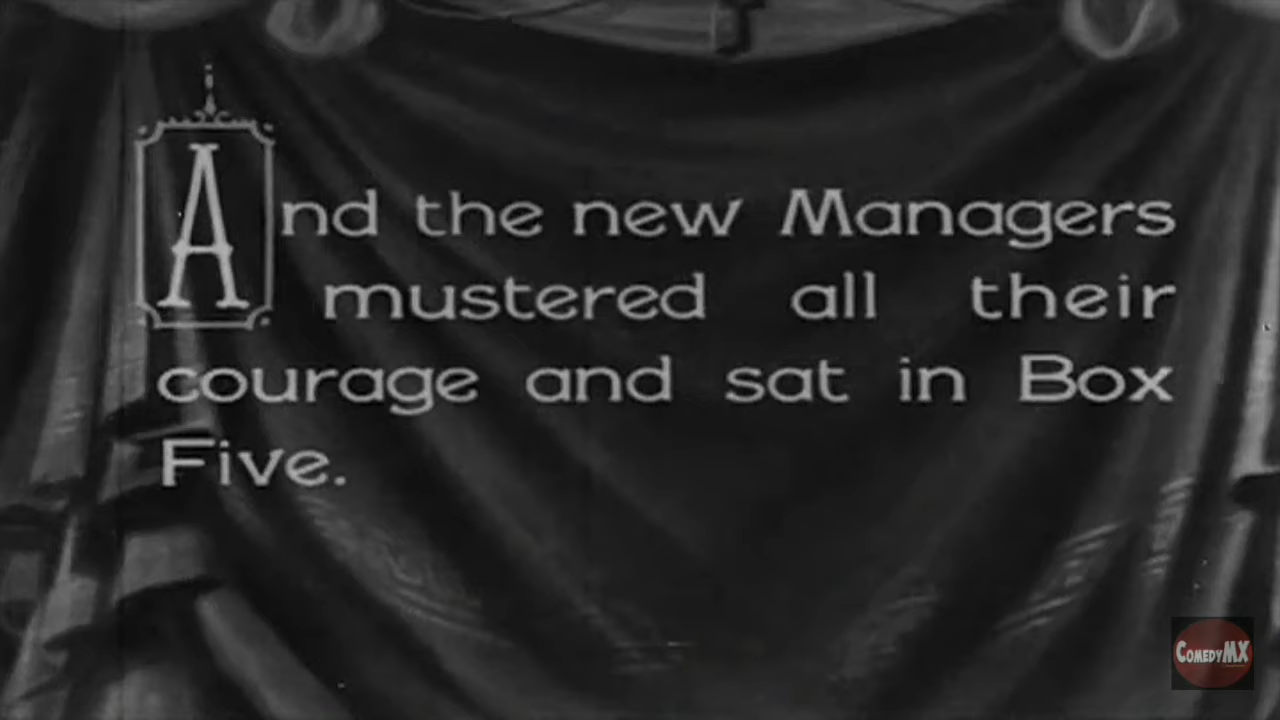 And the new Managers
mustered all their
courage and sat in Box
Five.
COMEDYMX